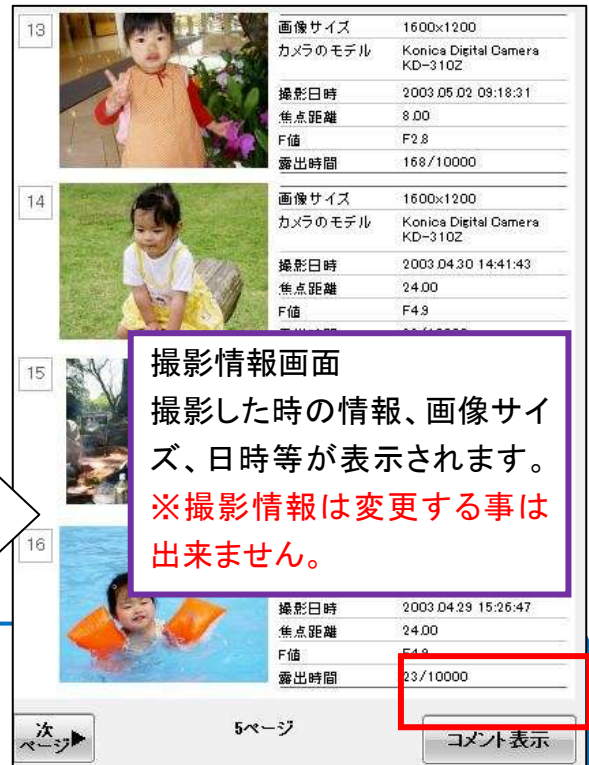 13
画像サイズ 1600×1200
カメラのモデル Konica Digital Camera
KD-310Z
撮影日時 2003.05.02 09:18:31
焦点距離 8.00
F値 F2.8
露出時間 168/10000
14
画像サイズ 1600×1200
カメラのモデル Konica Digital Camera
KD-310Z
撮影日時 2003.04.30 14:41:43
焦点距離 24.00
F値 F4.9
15
撮影情報画面
撮影した時の情報、画像サイ
ズ、日時等が表示されます。
※撮影情報は変更する事は
出来ません。
16
撮影日時 2003.04.29 15:26:47
焦点距離 24.00
F値 F4.9
露出時間 23/10000
次
ページ▶
5ページ
コメント表示